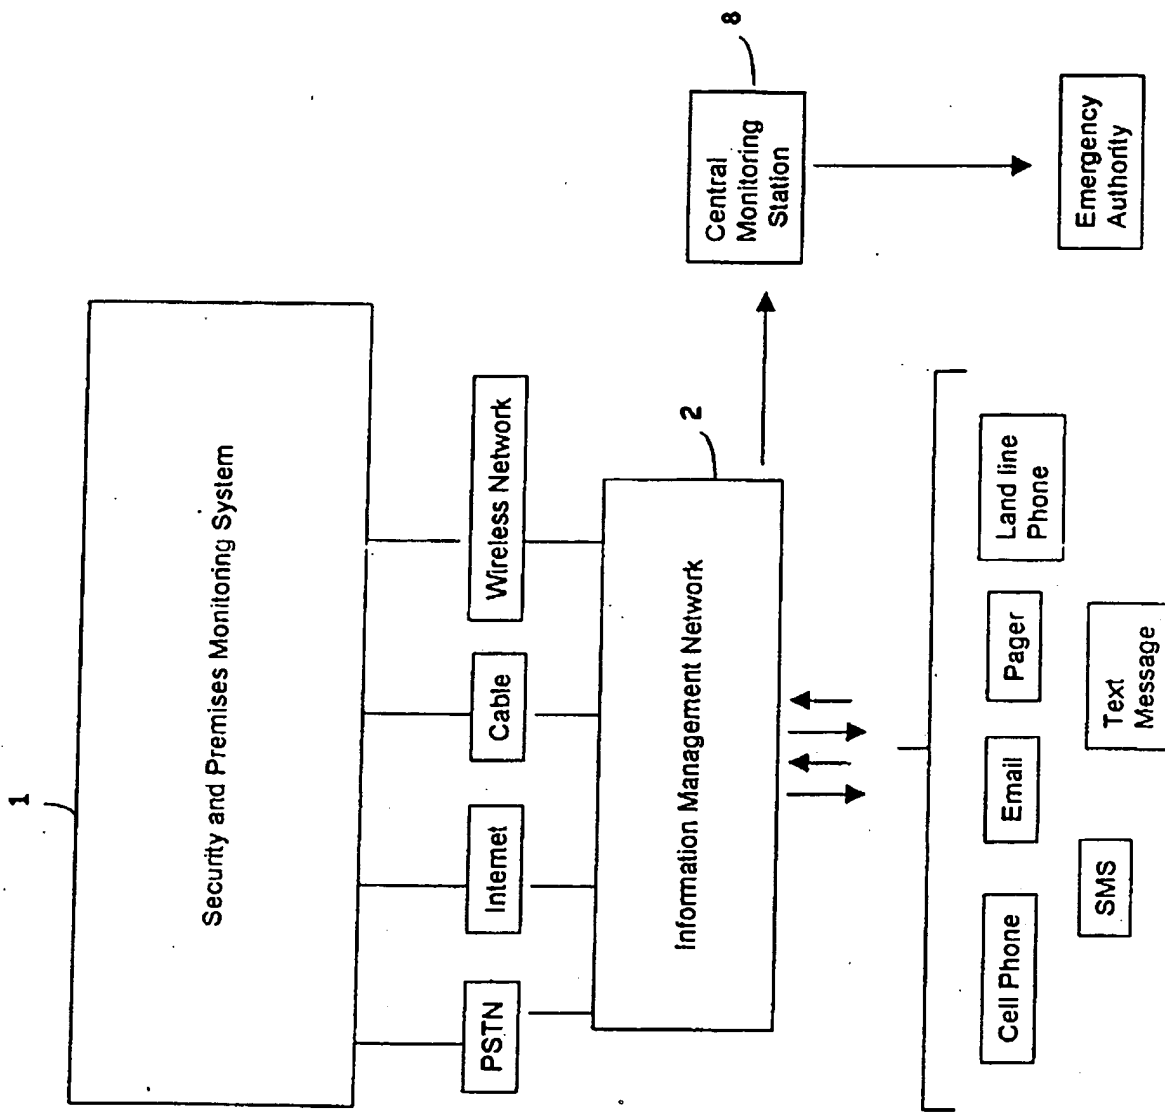 1
Security and Premises Monitoring System
PSTN
Internet
Cable
Wireless Network
2
Information Management Network
8
Central
Monitoring
Station
Cell Phone
Email
Pager
Land line
Phone
SMS
Text
Message
Emergency
Authority